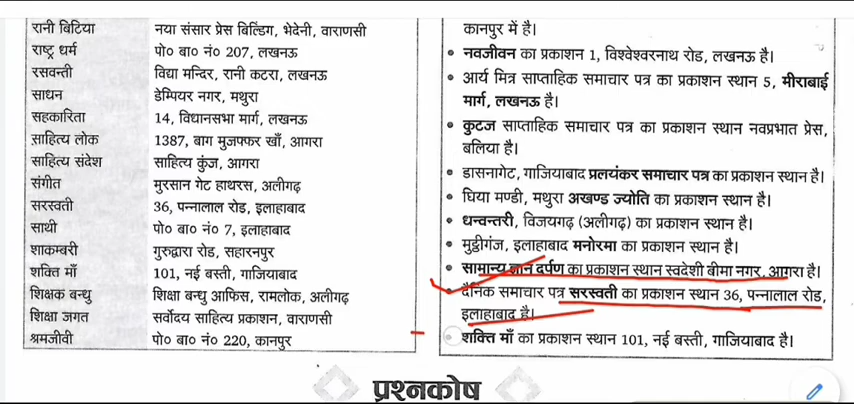 रानी बिटिया नया संसार प्रेस बिल्डिंग, भेदेनी, वाराणसी
राष्ट्र धर्म पो० बा० नं० 207, लखनऊ
रसवन्ती विद्या मन्दिर, रानी कटरा, लखनऊ
साधन डेम्पियर नगर, मथुरा
सहकारिता 14, विधानसभा मार्ग, लखनऊ
साहित्य लोक 1387, बाग मुजफ्फर खाँ, आगरा
साहित्य संदेश साहित्य कुंज, आगरा
संगीत मुरसान गेट हाथरस, अलीगढ़
सरस्वती 36, पन्नालाल रोड, इलाहाबाद
साथी पो० बा० नं० 7, इलाहाबाद
शाकम्बरी गुरुद्वारा रोड, सहारनपुर
शक्ति माँ 101, नई बस्ती, गाजियाबाद
शिक्षक बन्धु शिक्षा बन्धु आफिस, रामलोक, अलीगढ़
शिक्षा जगत सर्वोदय साहित्य प्रकाशन, वाराणसी
श्रमजीवी पो० बा० नं० 220, कानपुर
कानपुर में है।
• नवजीवन का प्रकाशन 1, विश्वेश्वरनाथ रोड, लखनऊ है।
• आर्य मित्र साप्ताहिक समाचार पत्र का प्रकाशन स्थान 5, मीराबाई
मार्ग, लखनऊ है।
• कुटज साप्ताहिक समाचार पत्र का प्रकाशन स्थान नवप्रभात प्रेस,
बलिया है।
• डासनागेट, गाजियाबाद प्रलयंकर समाचार पत्र का प्रकाशन स्थान है।
• घिया मण्डी, मथुरा अखण्ड ज्योति का प्रकाशन स्थान है।
• धन्वन्तरी, विजयगढ़ (अलीगढ़) का प्रकाशन स्थान है।
• मुट्ठीगंज, इलाहाबाद मनोरमा का प्रकाशन स्थान है।
• सामान्य ज्ञान दर्पण का प्रकाशन स्थान स्वदेशी बीमा नगर, आगरा है।
• दैनिक समाचार पत्र सरस्वती का प्रकाशन स्थान 36, पन्नालाल रोड,
इलाहाबाद है।
शक्ति माँ का प्रकाशन स्थान 101, नई बस्ती, गाजियाबाद है।
प्रश्नकोष